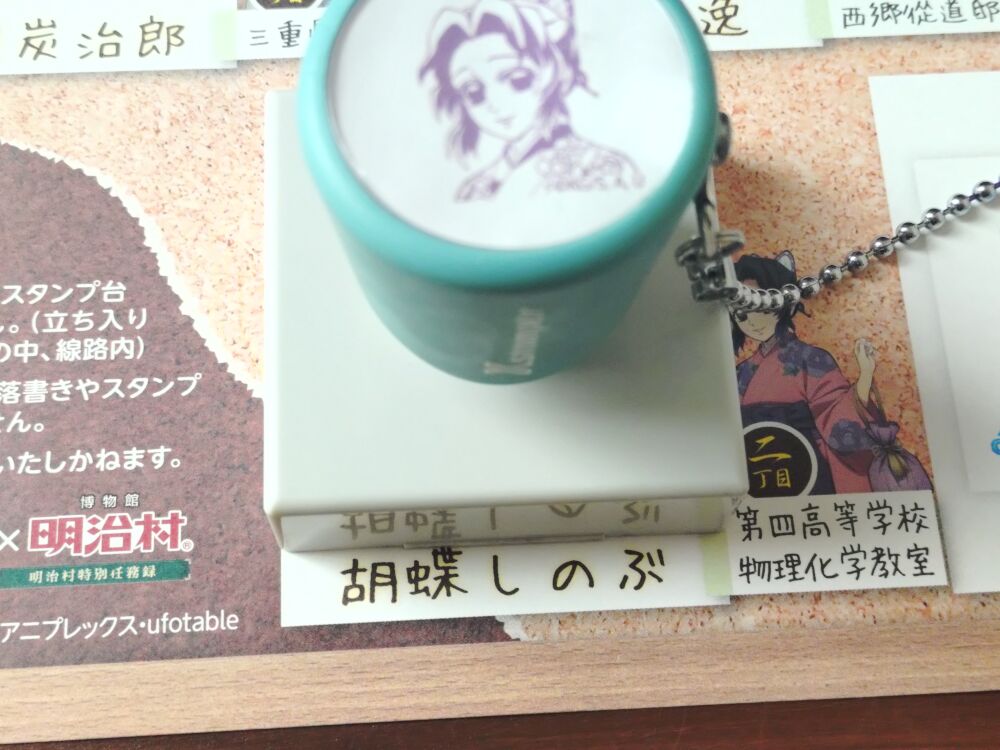 炭治郎
三重
逸
西郷從道邸
スタンプ台
し。(立ち入り
の中、線路内)
落書きやスタンプ
せん。
いたしかねます。
博物館
×明治村®
明治村特別任務録
アニプレックス・ufotable
二
丁目
第四高等学校
物理化学教室
胡蝶しのぶ